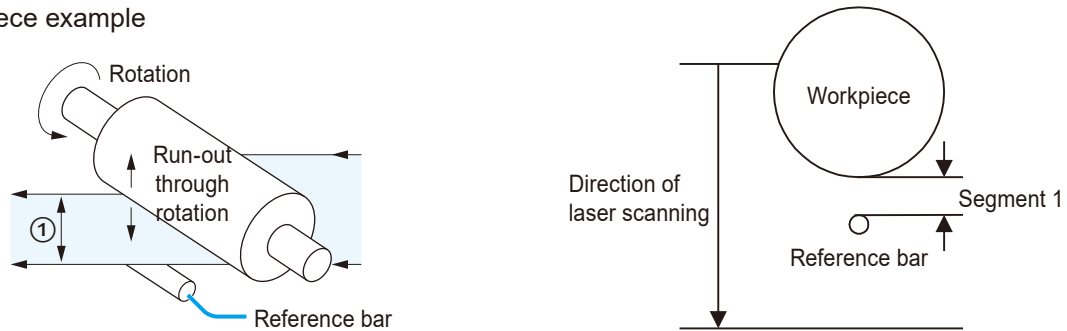 ece example
Rotation
Run-out
through
rotation
①
Reference bar
Workpiece
Direction of
laser scanning
Segment 1
Reference bar